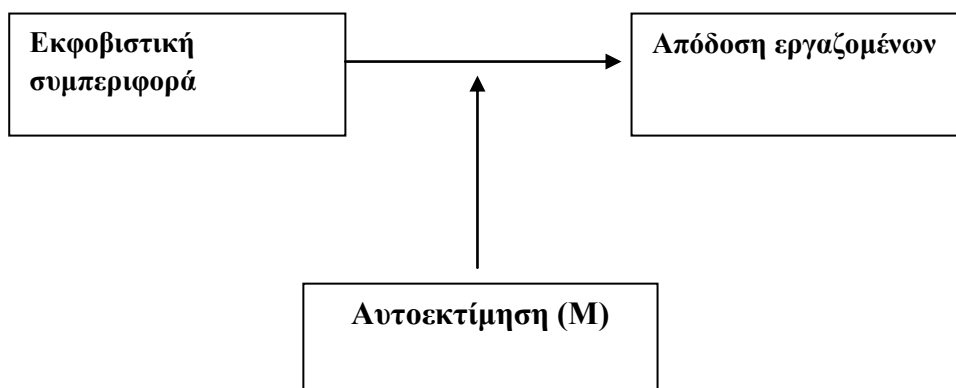 Εκφοβιστική
συμπεριφορά
Απόδοση εργαζομένων
Αυτοεκτίμηση (Μ)